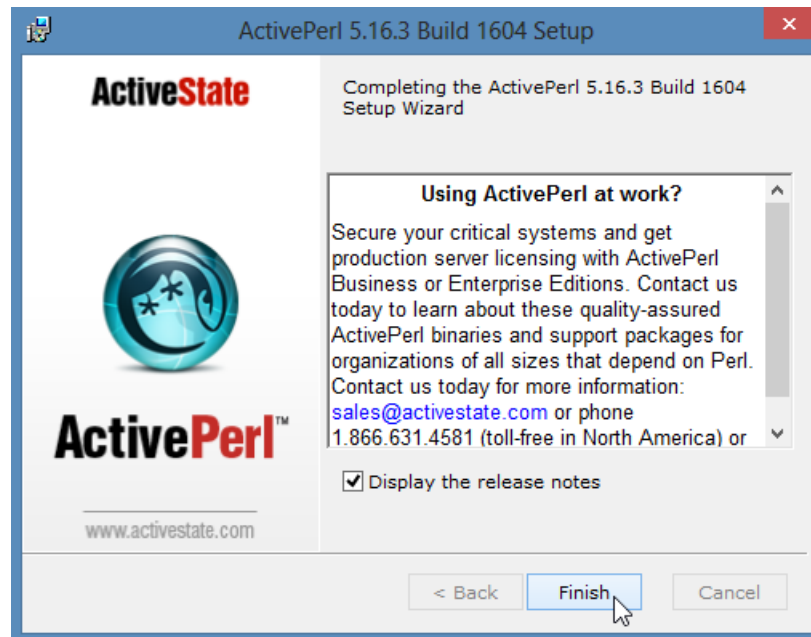 ActivePerl 5.16.3 Build 1604 Setup
×
ActiveState
Completing the ActivePerl 5.16.3 Build 1604
Setup Wizard
Using ActivePerl at work?
Secure your critical systems and get
production server licensing with ActivePerl
Business or Enterprise Editions. Contact us
today to learn about these quality-assured
ActivePerl binaries and support packages for
organizations of all sizes that depend on Perl.
Contact us today for more information:
sales@activestate.com or phone
1.866.631.4581 (toll-free in North America) or
ActivePerl™
Display the release notes
www.activestate.com
< Back
Finish
Cancel